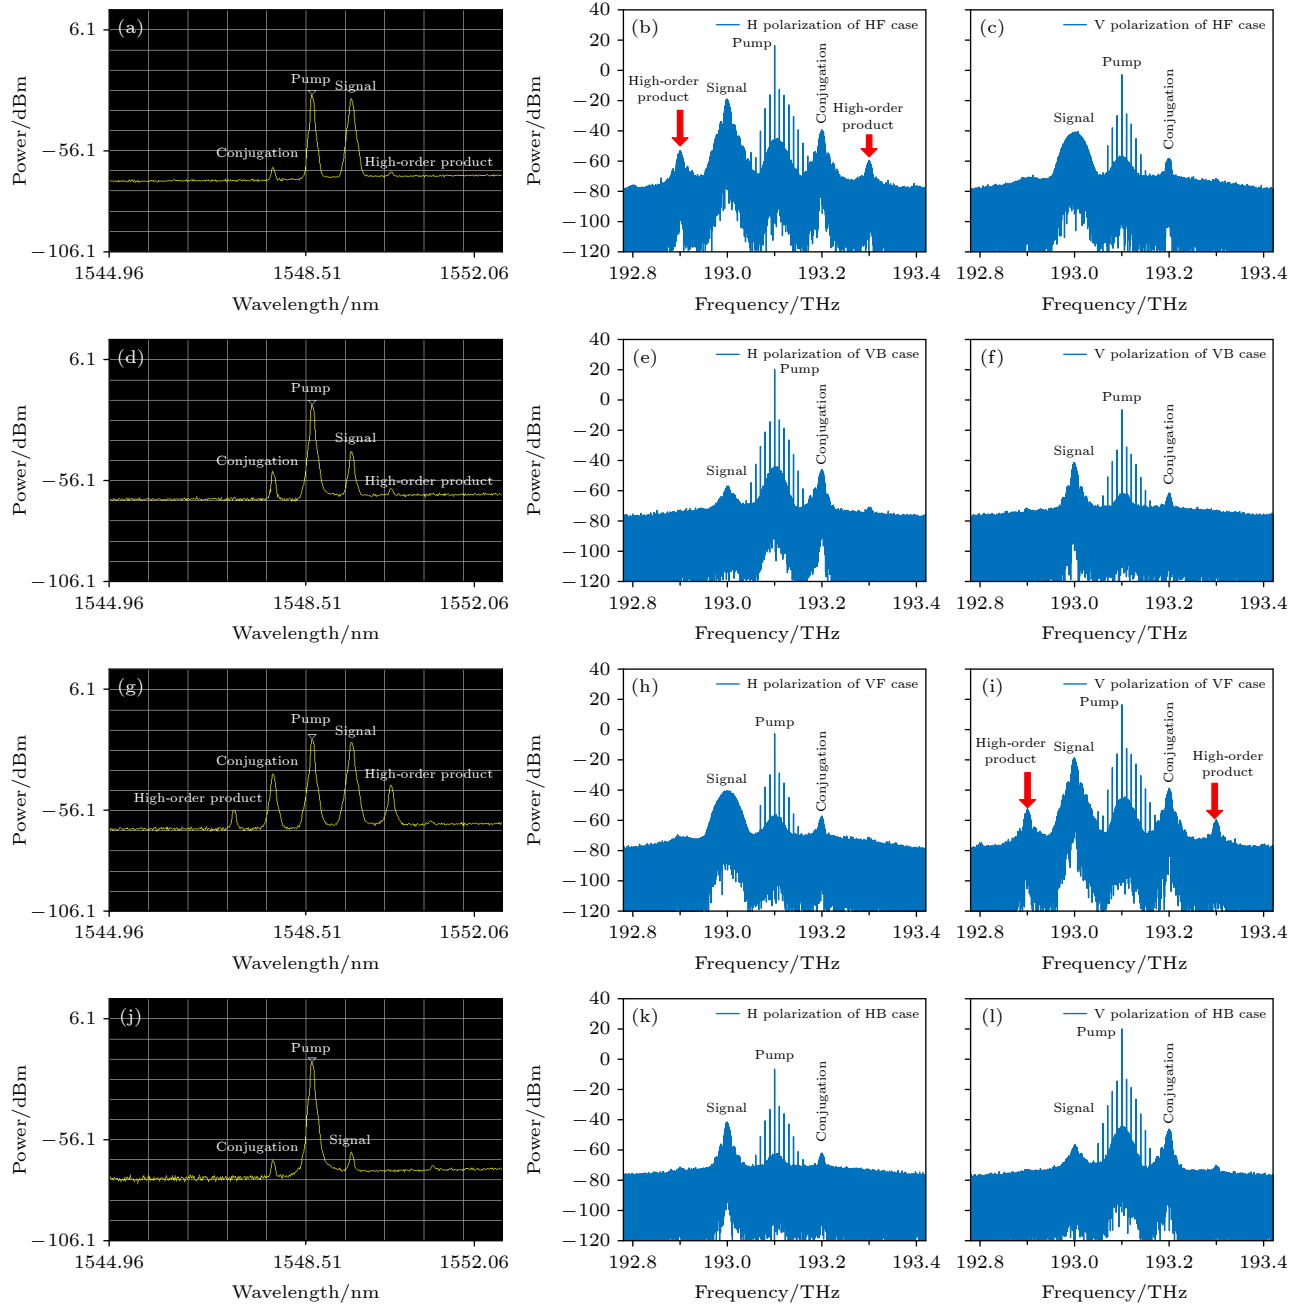 (a)
6.1
−56.1
−106.1
Power/dBm
Pump
Signal
Conjugation
High-order product
1544.96
1548.51
1552.06
Wavelength/nm
(b)
H polarization of HF case
40
20
0
−20
−40
−60
−80
−100
−120
Power/dBm
Pump
High-order
product
Signal
Conjugation
High-order
product
192.8
193.0
193.2
193.4
Frequency/THz
(c)
V polarization of HF case
Pump
Signal
Conjugation
192.8
193.0
193.2
193.4
Frequency/THz
(d)
6.1
−56.1
−106.1
Power/dBm
Pump
Signal
Conjugation
High-order product
1544.96
1548.51
1552.06
Wavelength/nm
(e)
H polarization of VB case
40
20
0
−20
−40
−60
−80
−100
−120
Power/dBm
Pump
Signal
Conjugation
192.8
193.0
193.2
193.4
Frequency/THz
(f)
V polarization of VB case
Pump
Signal
Conjugation
192.8
193.0
193.2
193.4
Frequency/THz
(g)
6.1
−56.1
−106.1
Power/dBm
Pump
Signal
Conjugation
High-order product
High-order product
1544.96
1548.51
1552.06
Wavelength/nm
(h)
H polarization of VF case
40
20
0
−20
−40
−60
−80
−100
−120
Power/dBm
Pump
Signal
Conjugation
192.8
193.0
193.2
193.4
Frequency/THz
(i)
V polarization of VF case
Pump
High-order
product
Signal
Conjugation
High-order
product
192.8
193.0
193.2
193.4
Frequency/THz
(j)
6.1
−56.1
−106.1
Power/dBm
Pump
Conjugation
Signal
1544.96
1548.51
1552.06
Wavelength/nm
(k)
H polarization of HB case
40
20
0
−20
−40
−60
−80
−100
−120
Power/dBm
Pump
Signal
Conjugation
192.8
193.0
193.2
193.4
Frequency/THz
(l)
V polarization of HB case
Pump
Signal
Conjugation
192.8
193.0
193.2
193.4
Frequency/THz